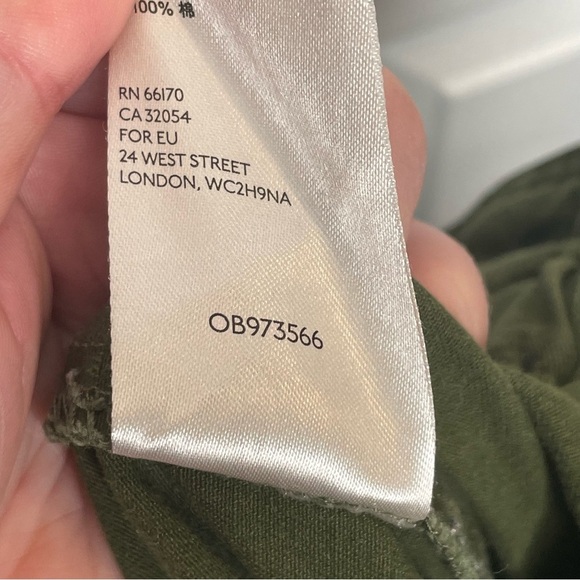 100% 棉
RN 66170
CA 32054
FOR EU
24 WEST STREET
LONDON, WC2H9NA
OB973566